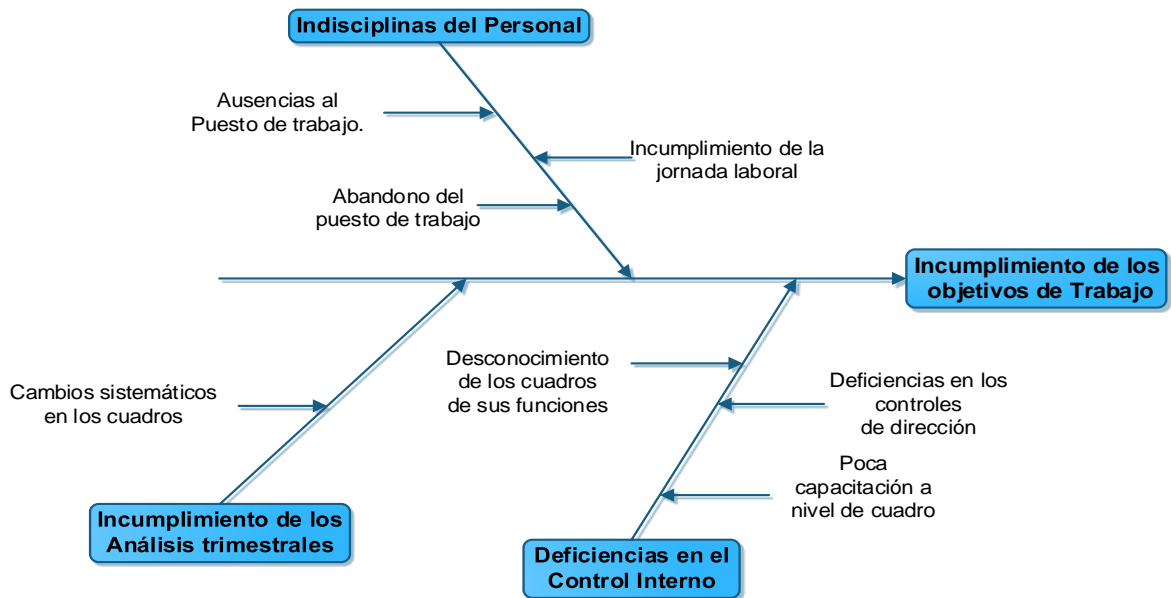 Indisciplinas del Personal
Ausencias al
Puesto de trabajo.
Incumplimiento de la
jornada laboral
Abandono del
puesto de trabajo
Incumplimiento de los
objetivos de Trabajo
Desconocimiento
de los cuadros
de sus funciones
Deficiencias en los
controles
de dirección
Cambios sistemáticos
en los cuadros
Poca
capacitación a
nivel de cuadro
Incumplimiento de los
Análisis trimestrales
Deficiencias en el
Control Interno